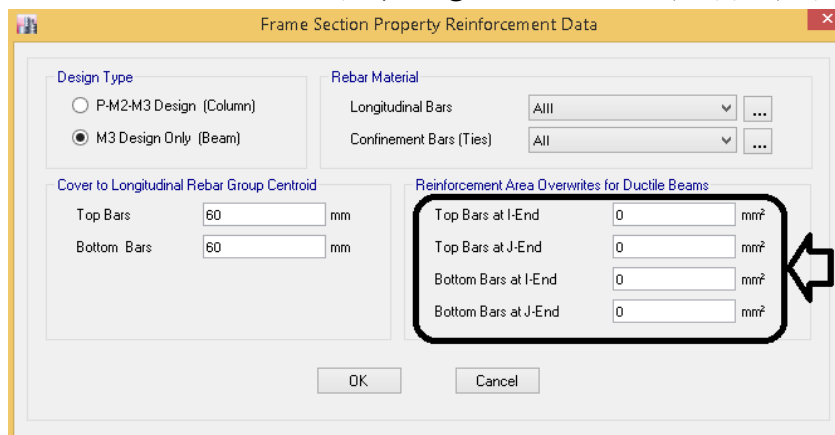 Frame Section Property Reinforcement Data
Design Type
P-M2-M3 Design (Column)
M3 Design Only (Beam)
Rebar Material
Longitudinal Bars AIII ...
Confinement Bars (Ties) AII ...
Cover to Longitudinal Rebar Group Centroid
Top Bars 60 mm
Bottom Bars 60 mm
Reinforcement Area Overwrites for Ductile Beams
Top Bars at I-End 0 mm²
Top Bars at J-End 0 mm²
Bottom Bars at I-End 0 mm²
Bottom Bars at J-End 0 mm²
OK Cancel